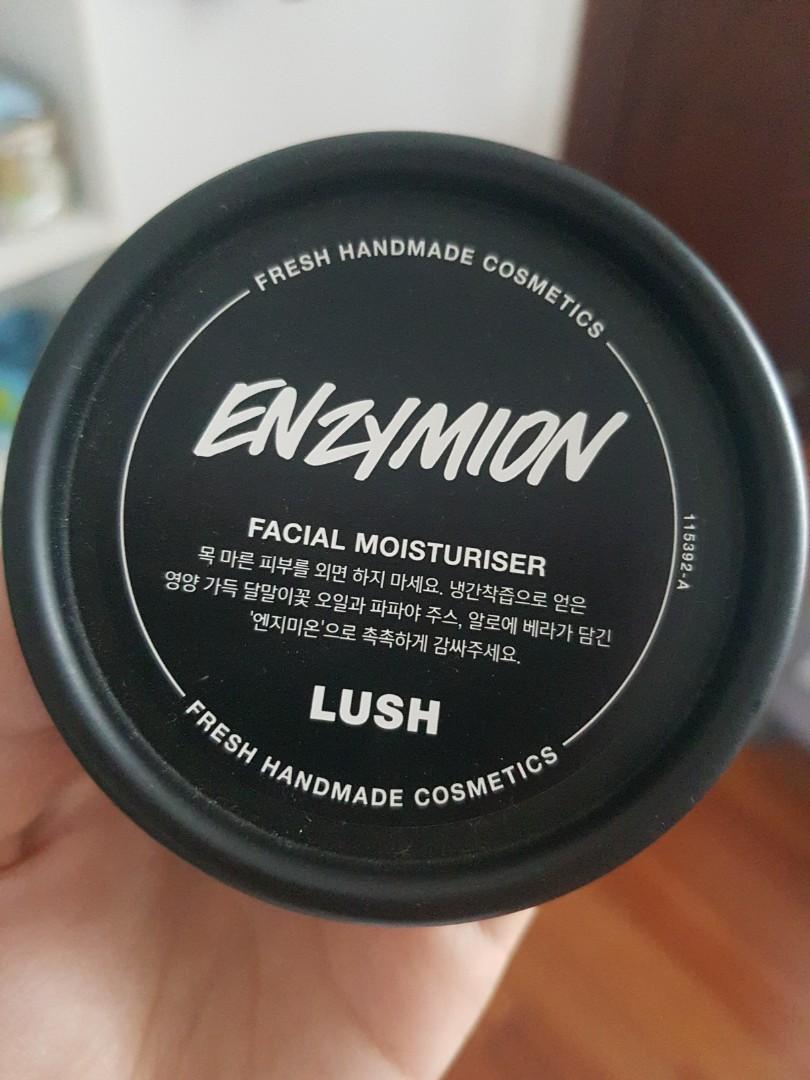 FRESH HANDMADE COSMETICS
ENZYMION
FACIAL MOISTURISER
목 마른 피부를 외면 하지 마세요. 냉간착즙으로 얻은
영양 가득 달맞이꽃 오일과 파파야 주스, 알로에 베라가 담긴
'엔지미온'으로 촉촉하게 감싸주세요.
LUSH
FRESH HANDMADE COSMETICS
115392-A